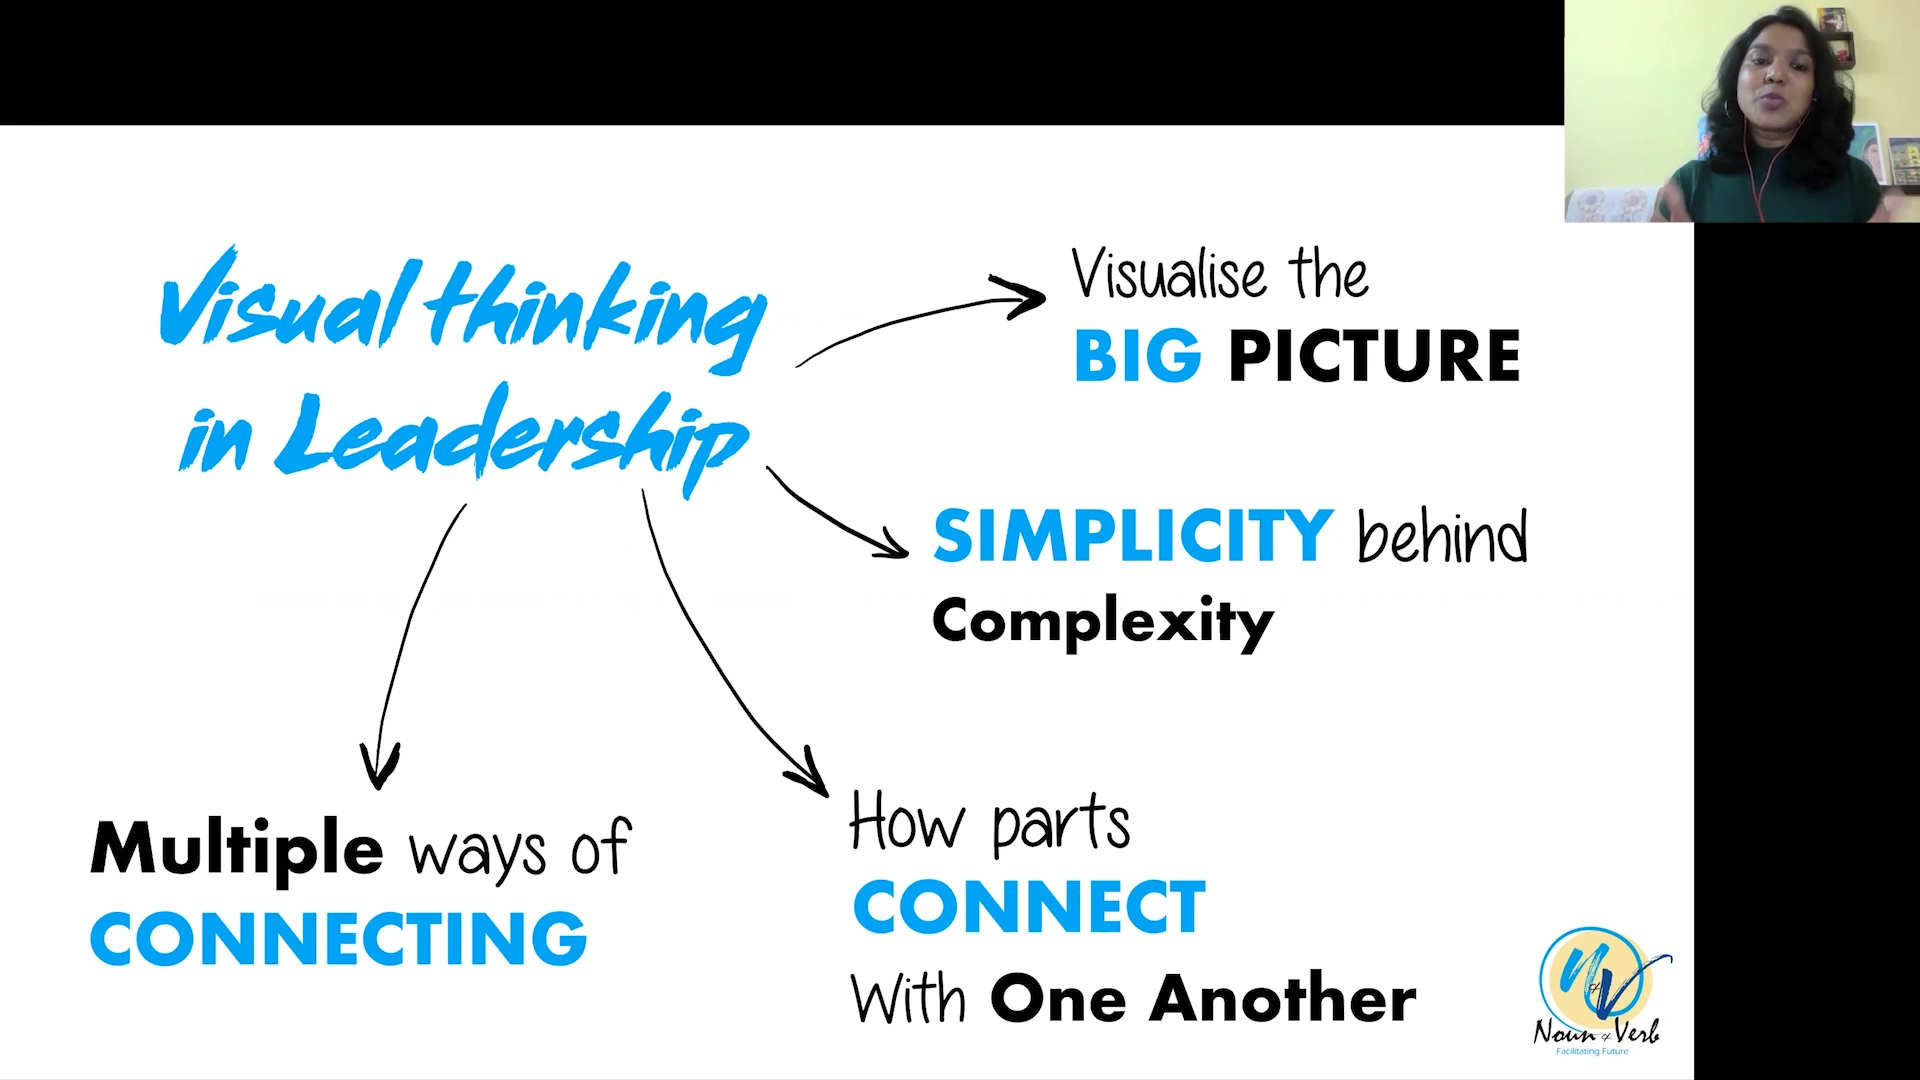 Visual thinking
in Leadership
Visualise the
BIG PICTURE
SIMPLICITY behind
Complexity
How parts
CONNECT
With One Another
Multiple ways of
CONNECTING
N&V
Noun & Verb
Facilitating Future